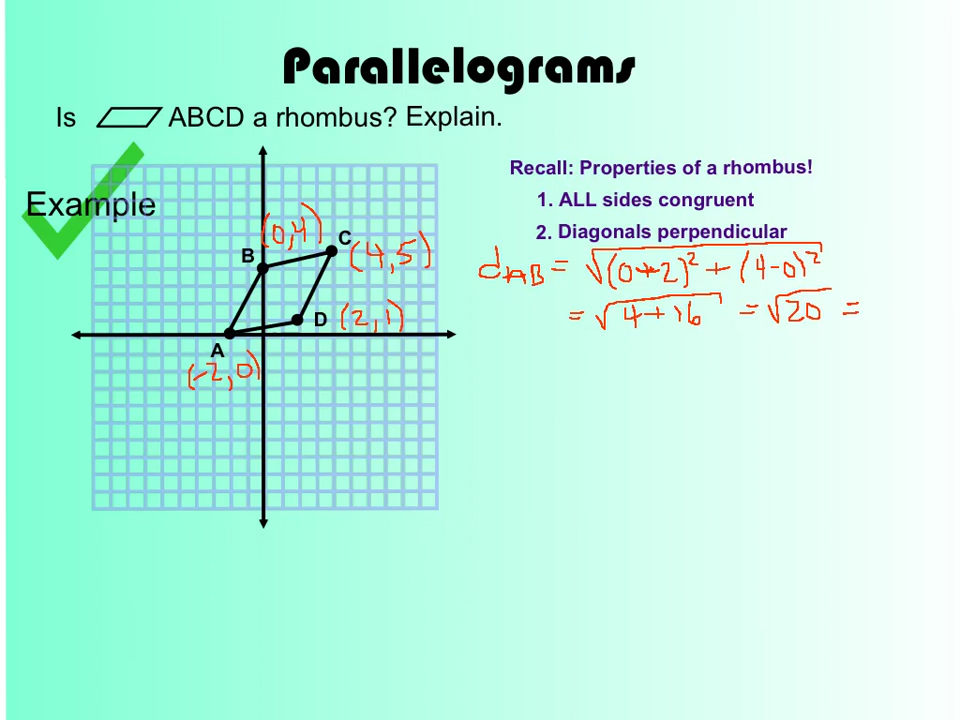 Parallelograms
Is ABCD a rhombus? Explain.
Recall: Properties of a rhombus!
1. ALL sides congruent
2. Diagonals perpendicular
Example
(0,4)
C
(4,5)
B
D (2,1)
A
(-2,0)
d_AB = √(0+2)² + (4-0)²
= √4+16 = √20 =